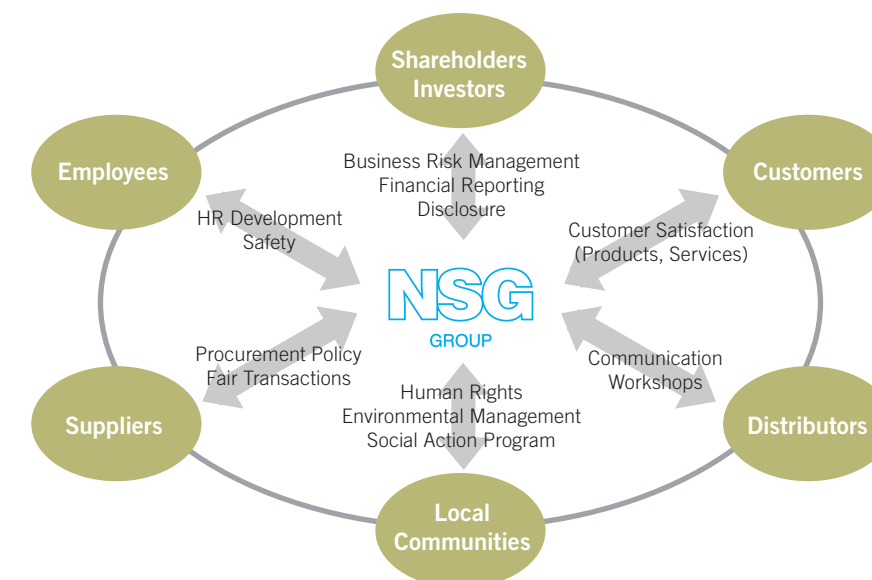 Shareholders
Investors
Employees
Customers
Business Risk Management
Financial Reporting
Disclosure
HR Development
Safety
Customer Satisfaction
(Products, Services)
NSG
GROUP
Procurement Policy
Fair Transactions
Communication
Workshops
Human Rights
Environmental Management
Social Action Program
Suppliers
Distributors
Local
Communities